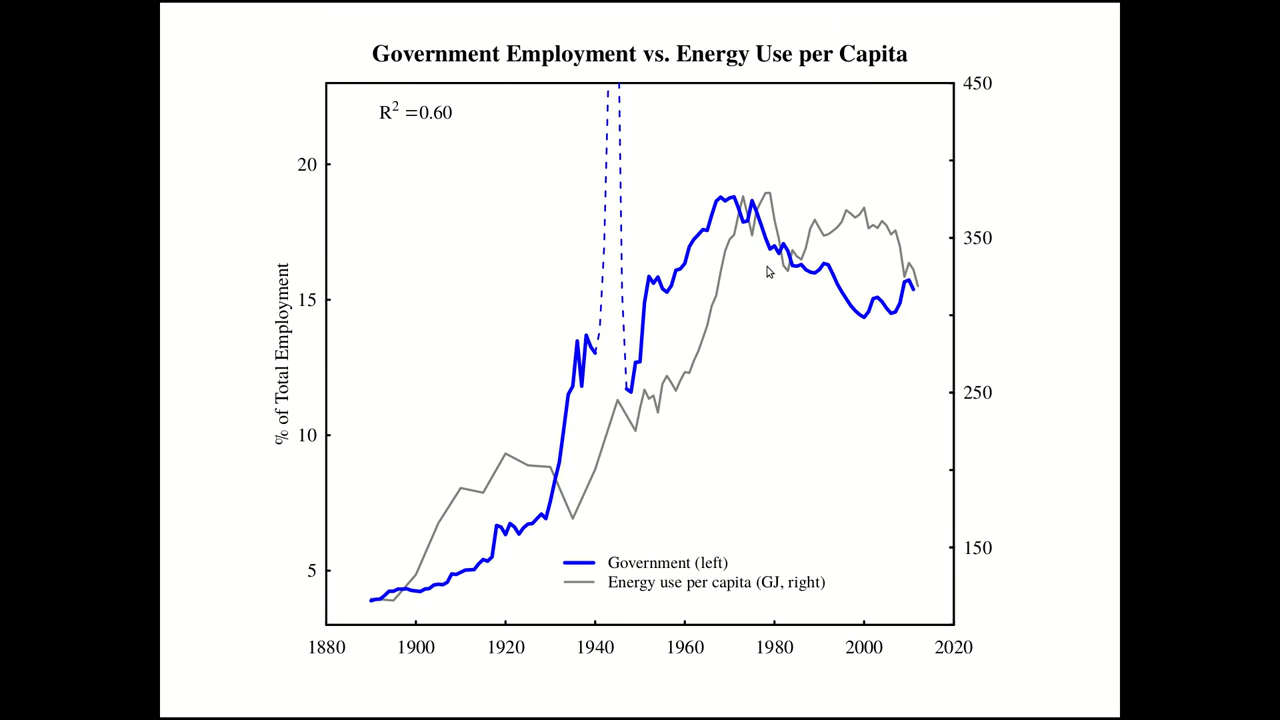 Government Employment vs. Energy Use per Capita
R² =0.60
% of Total Employment
20
15
10
5
450
350
250
150
Government (left)
Energy use per capita (GJ, right)
1880 1900 1920 1940 1960 1980 2000 2020